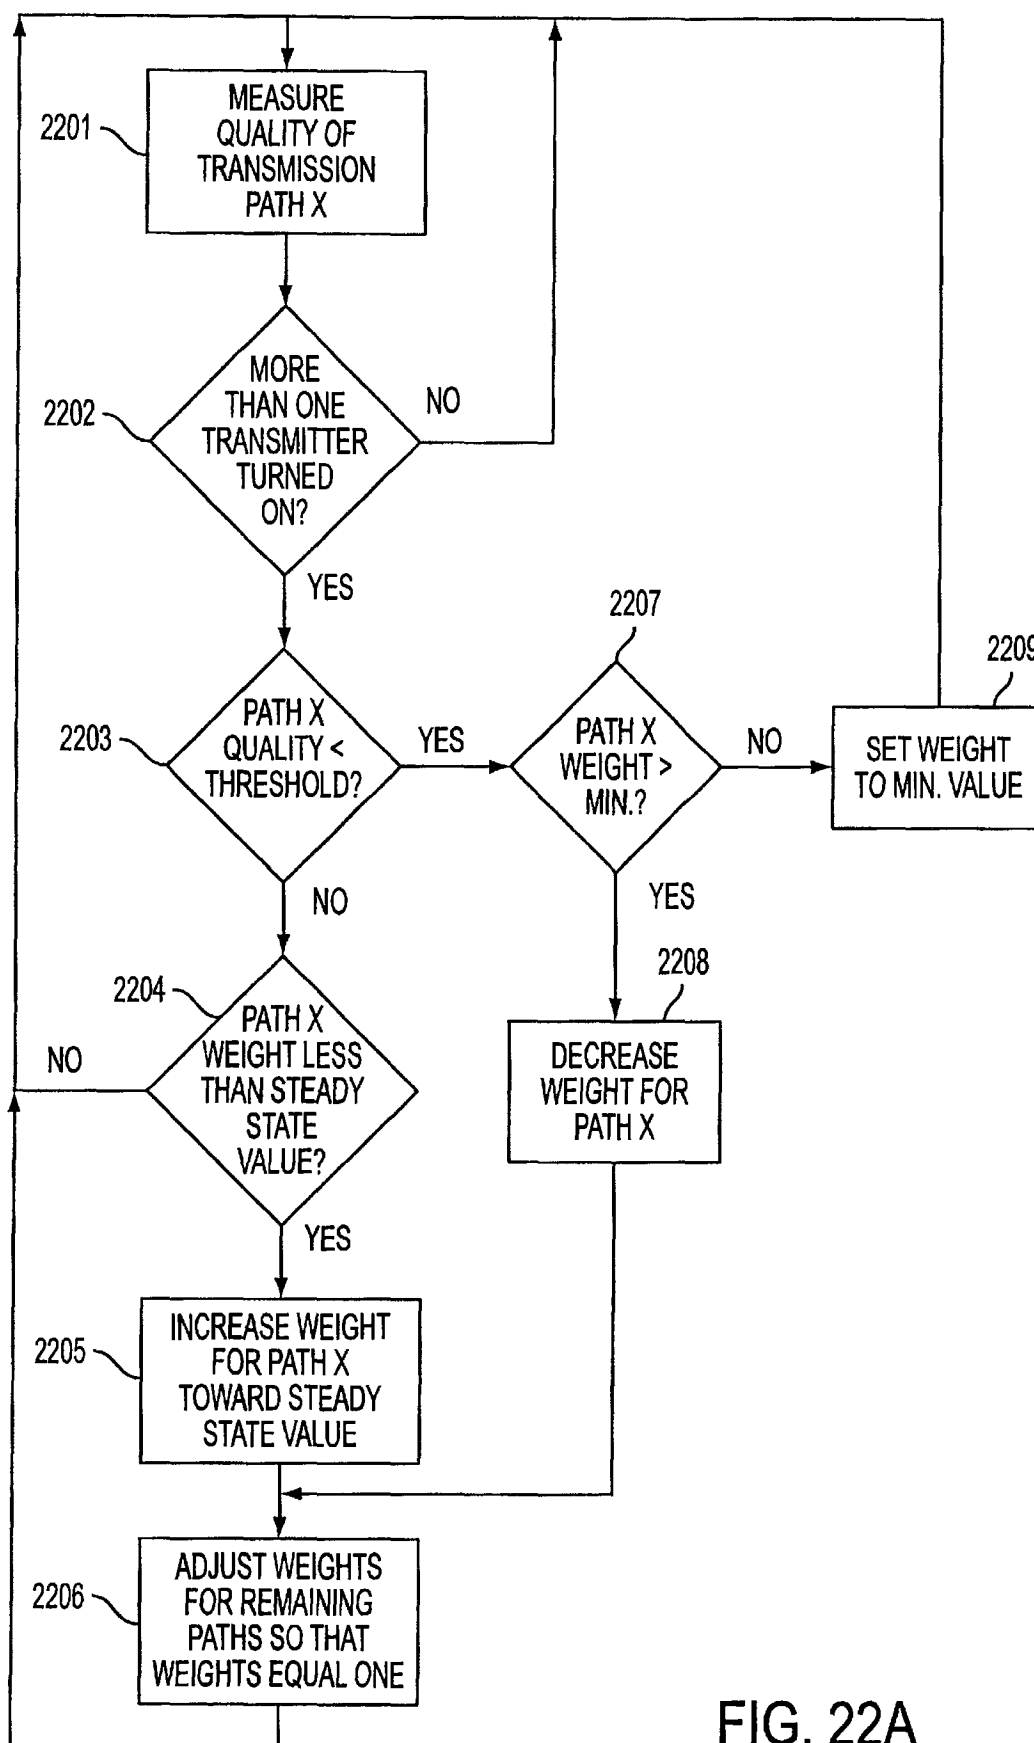 2201
MEASURE
QUALITY OF
TRANSMISSION
PATH X
2202
MORE
THAN ONE
TRANSMITTER
TURNED
ON?
NO
YES
2203
PATH X
QUALITY <
THRESHOLD?
YES
NO
2207
PATH X
WEIGHT >
MIN.?
NO
YES
2209
SET WEIGHT
TO MIN. VALUE
2204
PATH X
WEIGHT LESS
THAN STEADY
STATE
VALUE?
NO
YES
2208
DECREASE
WEIGHT FOR
PATH X
2205
INCREASE WEIGHT
FOR PATH X
TOWARD STEADY
STATE VALUE
2206
ADJUST WEIGHTS
FOR REMAINING
PATHS SO THAT
WEIGHTS EQUAL ONE
FIG. 22A